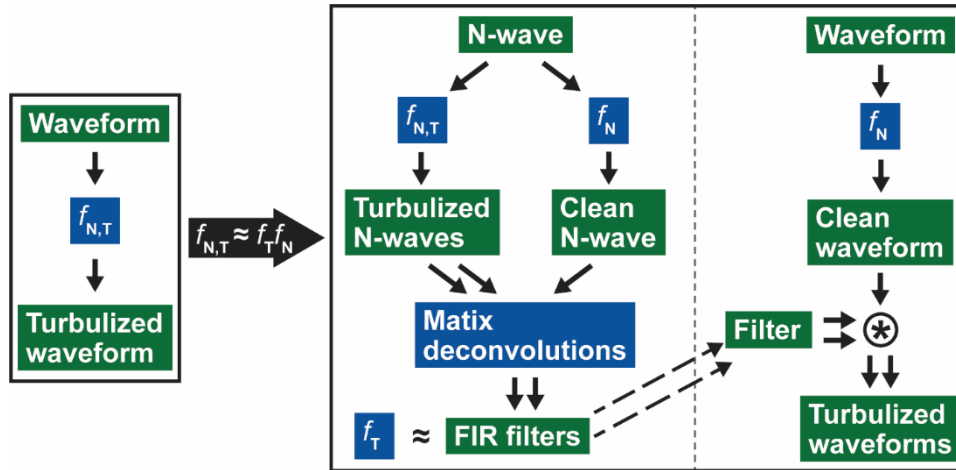 Waveform
f_N,T
Turbulized
waveform
f_N,T ≈ f_T f_N
N-wave
f_N,T
f_N
Turbulized
N-waves
Clean
N-wave
Matix
deconvolutions
f_T ≈ FIR filters
Waveform
f_N
Clean
waveform
Filter
*
Turbulized
waveforms